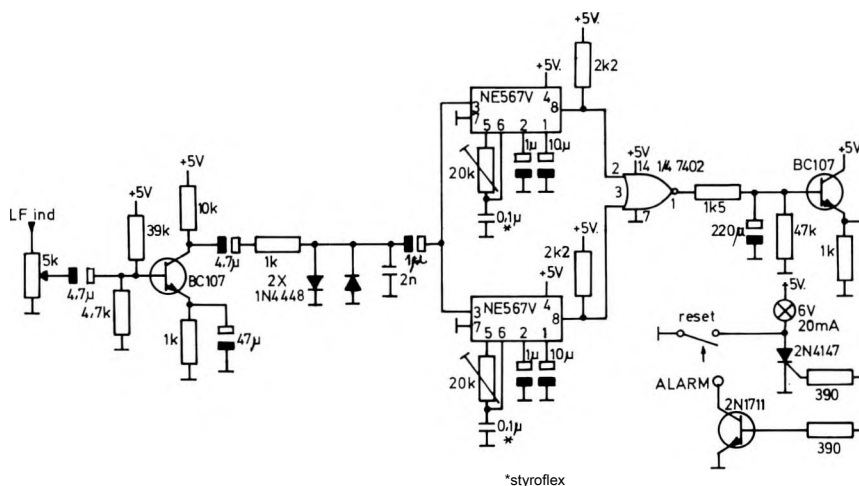 LF ind
5k
4.7µ
+5V
39k
4.7k
+5V
10k
BC107
1k
47µ
4.7µ
1k
2X
1N4448
2n
1µ
+5V.
2k2
+5V
NE567V
4
3
8
7
5 6 2 1
20k
1µ
10µ
0,1µ
*
+5V
2k2
+5V
NE567V
4
3
8
7
5 6 2 1
20k
1µ
10µ
0,1µ
*
+5V
14 1/4 7402
2
3
1
7
1k5
220µ
47k
+5V
BC107
1k
+5V.
6V
20mA
reset
2N4147
390
ALARM
2N1711
390
*styroflex